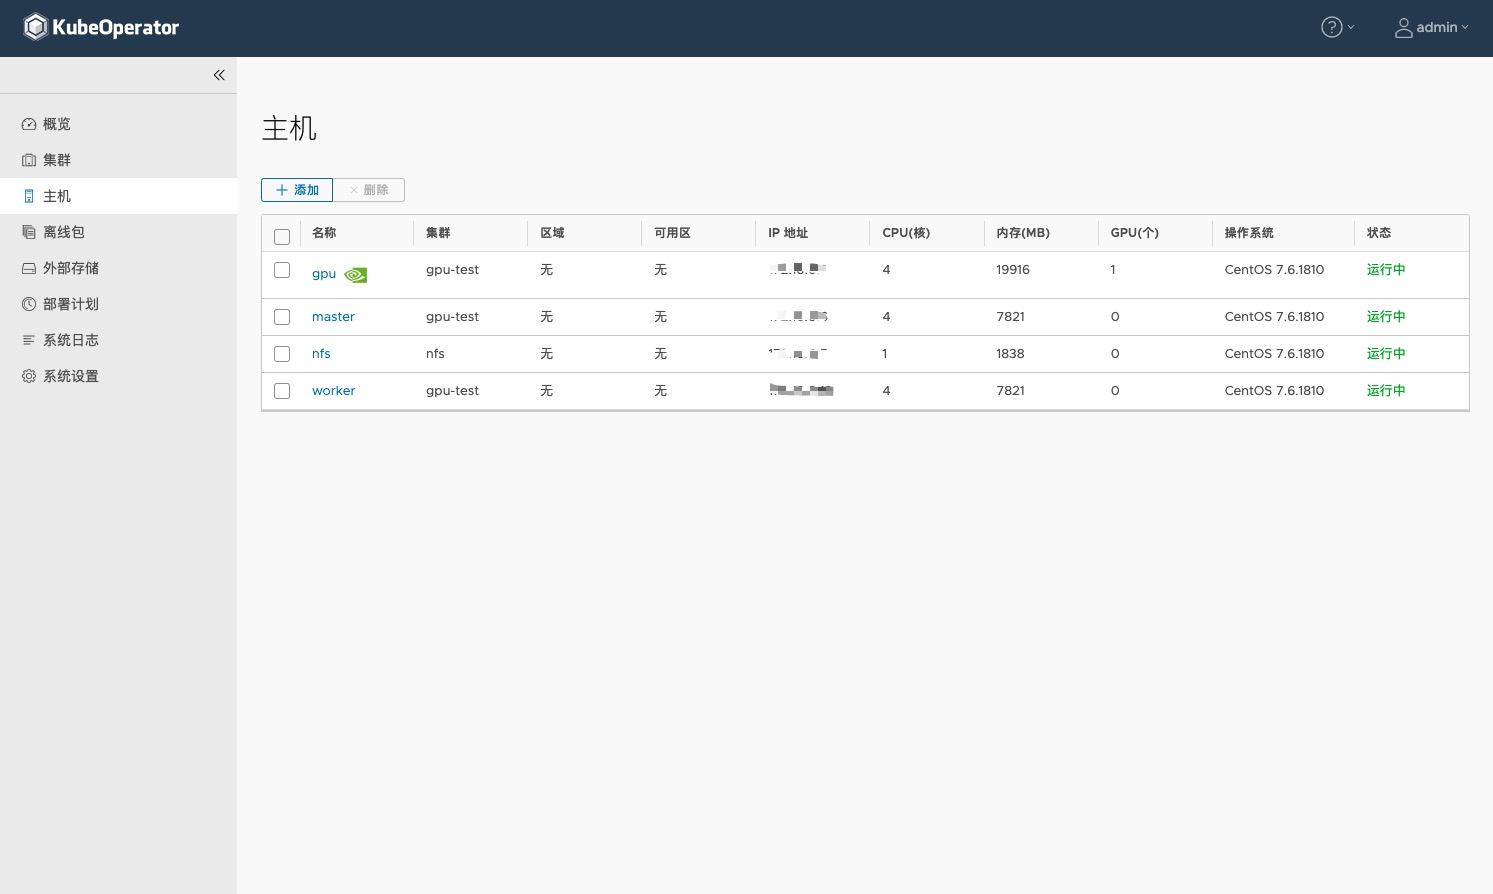 KubeOperator
admin
概览
集群
主机
离线包
外部存储
部署计划
系统日志
系统设置
主机
添加 删除
名称 集群 区域 可用区 IP 地址 CPU(核) 内存(MB) GPU(个) 操作系统 状态
gpu gpu-test 无 无 4 19916 1 CentOS 7.6.1810 运行中
master gpu-test 无 无 4 7821 0 CentOS 7.6.1810 运行中
nfs nfs 无 无 1 1838 0 CentOS 7.6.1810 运行中
worker gpu-test 无 无 4 7821 0 CentOS 7.6.1810 运行中